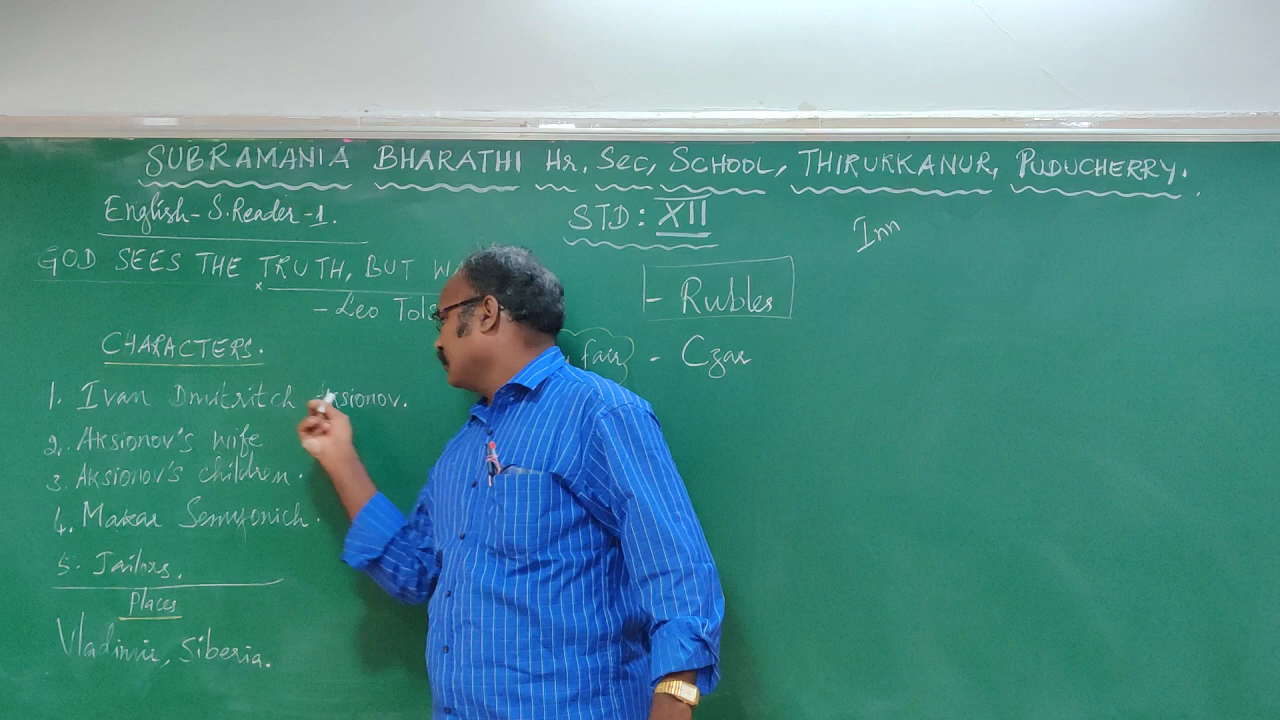 SUBRAMANIA BHARATHI Hr. Sec, SCHOOL, THIRUKKANUR, PUDUCHERRY.
English- S.Reader -1.
STD: XII
Inn
GOD SEES THE TRUTH, BUT W
- Leo Tols
- Rubles
CHARACTERS.
fair - Czar
1. Ivan Dmitritch Aksionov.
2. Aksionov's wife
3. Aksionov's children.
4. Makar Semyonich.
5. Jailors.
Places
Vladimir, Siberia.